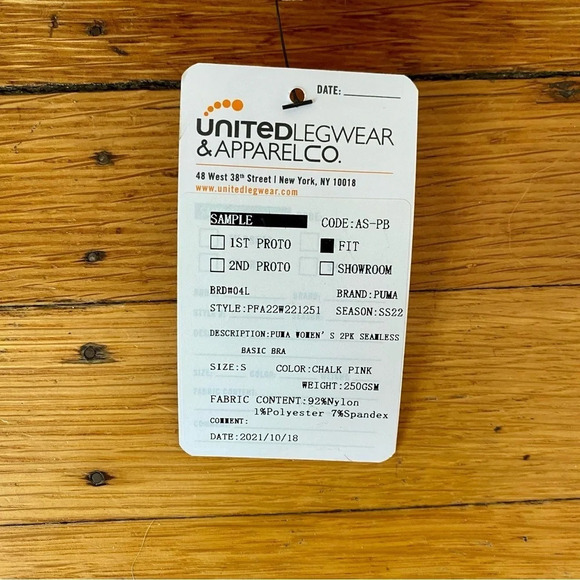 DATE:
UNITEDLEGWEAR
& APPARELCO.
48 West 38th Street | New York, NY 10018
www.unitedlegwear.com
SAMPLE CODE:AS-PB
1ST PROTO FIT
2ND PROTO SHOWROOM
BRD#04L BRAND:PUMA
STYLE:PFA22W221251 SEASON:SS22
DESCRIPTION:PUMA WOMEN'S 2PK SEAMLESS
BASIC BRA
SIZE:S COLOR:CHALK PINK
WEIGHT:250GSM
FABRIC CONTENT:92%Nylon
1%Polyester 7%Spandex
COMMENT:
DATE:2021/10/18